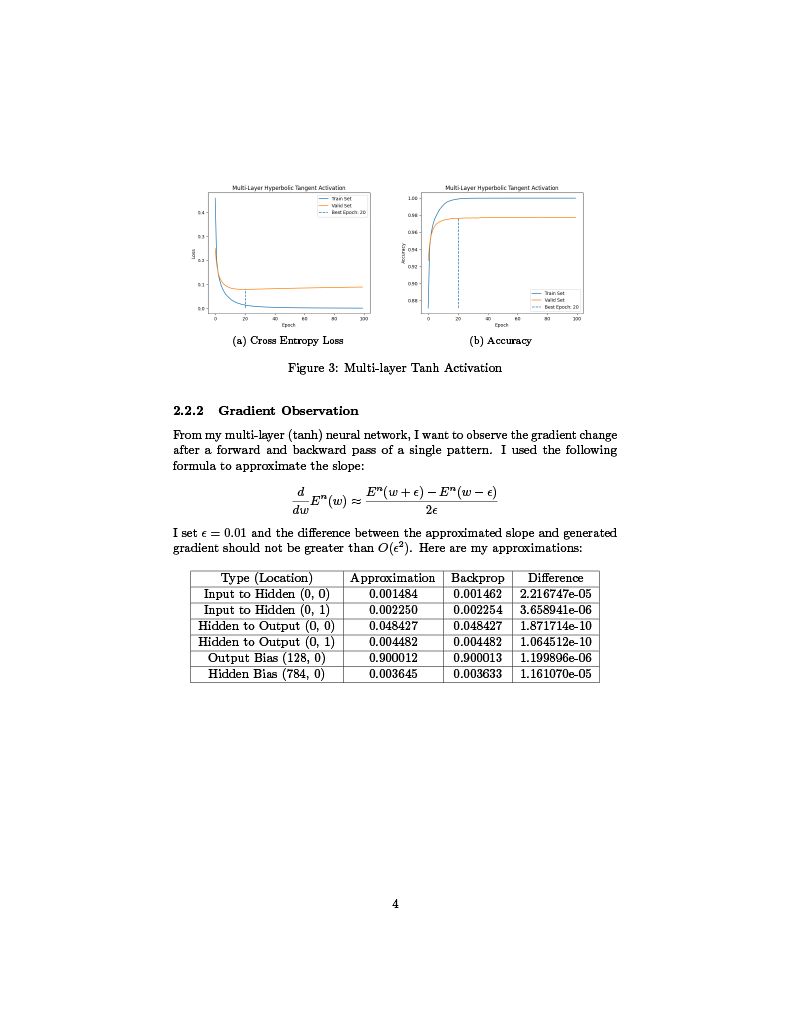 Multi-Layer Hyperbolic Tangent Activation
Train Set
Valid Set
Best Epoch: 20
0.4
0.3
0.2
0.1
0.0
Loss
0 20 40 60 80 100
Epoch
(a) Cross Entropy Loss
Multi-Layer Hyperbolic Tangent Activation
1.00
0.98
0.96
0.94
0.92
0.90
0.88
Accuracy
Train Set
Valid Set
Best Epoch: 20
0 20 40 60 80 100
Epoch
(b) Accuracy
Figure 3: Multi-layer Tanh Activation
2.2.2 Gradient Observation
From my multi-layer (tanh) neural network, I want to observe the gradient change
after a forward and backward pass of a single pattern. I used the following
formula to approximate the slope:
d/dw Eⁿ(w) ≈ (Eⁿ(w + ϵ) − Eⁿ(w − ϵ))/2ϵ
I set ϵ = 0.01 and the difference between the approximated slope and generated
gradient should not be greater than O(ϵ²). Here are my approximations:
Type (Location) Approximation Backprop Difference
Input to Hidden (0, 0) 0.001484 0.001462 2.216747e-05
Input to Hidden (0, 1) 0.002250 0.002254 3.658941e-06
Hidden to Output (0, 0) 0.048427 0.048427 1.871714e-10
Hidden to Output (0, 1) 0.004482 0.004482 1.064512e-10
Output Bias (128, 0) 0.900012 0.900013 1.199896e-06
Hidden Bias (784, 0) 0.003645 0.003633 1.161070e-05
4